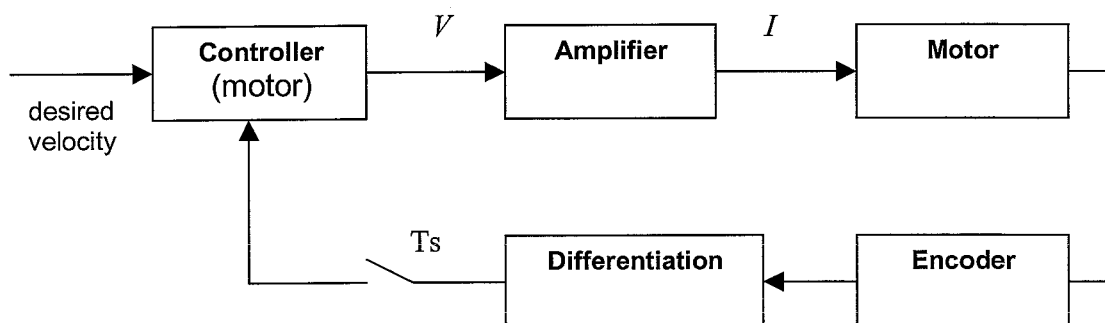 V
I
Controller
(motor)
Amplifier
Motor
desired
velocity
Ts
Differentiation
Encoder